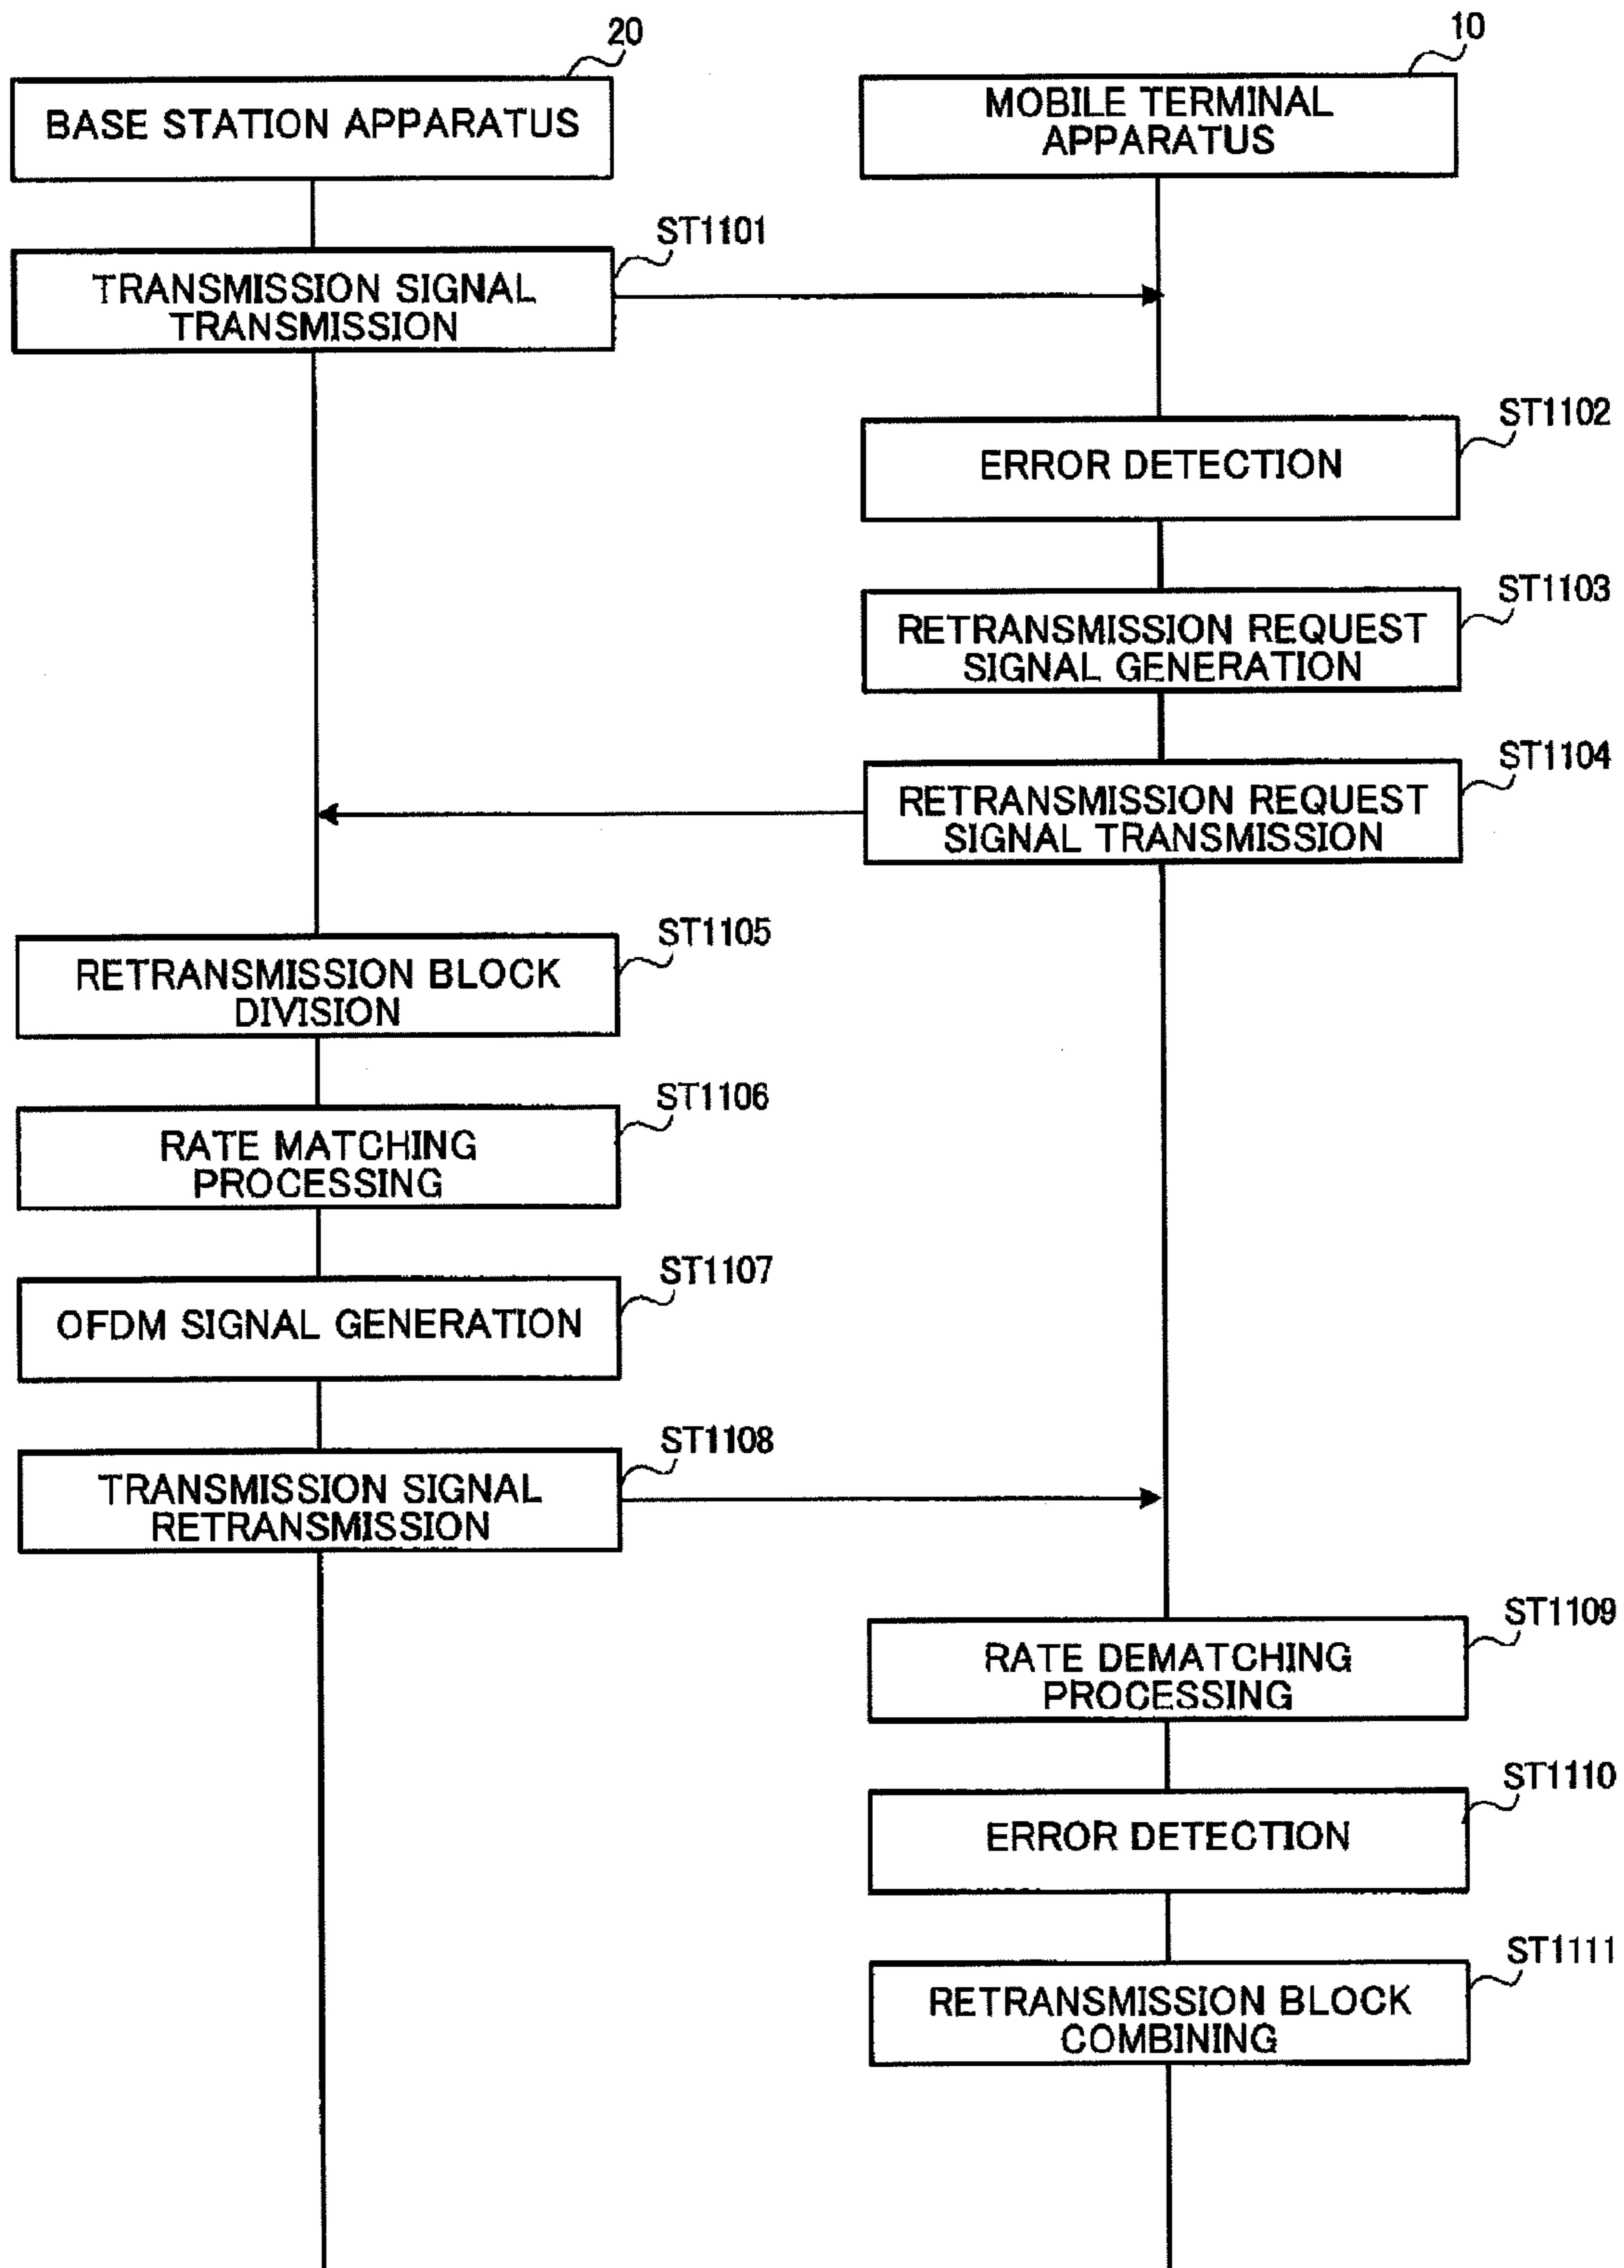 20
10
BASE STATION APPARATUS
MOBILE TERMINAL
APPARATUS
ST1101
TRANSMISSION SIGNAL
TRANSMISSION
ST1102
ERROR DETECTION
ST1103
RETRANSMISSION REQUEST
SIGNAL GENERATION
ST1104
RETRANSMISSION REQUEST
SIGNAL TRANSMISSION
ST1105
RETRANSMISSION BLOCK
DIVISION
ST1106
RATE MATCHING
PROCESSING
ST1107
OFDM SIGNAL GENERATION
ST1108
TRANSMISSION SIGNAL
RETRANSMISSION
ST1109
RATE DEMATCHING
PROCESSING
ST1110
ERROR DETECTION
ST1111
RETRANSMISSION BLOCK
COMBINING